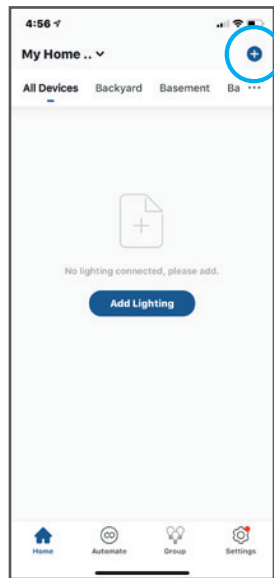 4:56
My Home ..
All Devices Backyard Basement Ba ...
No lighting connected, please add.
Add Lighting
Home Automate Group Settings